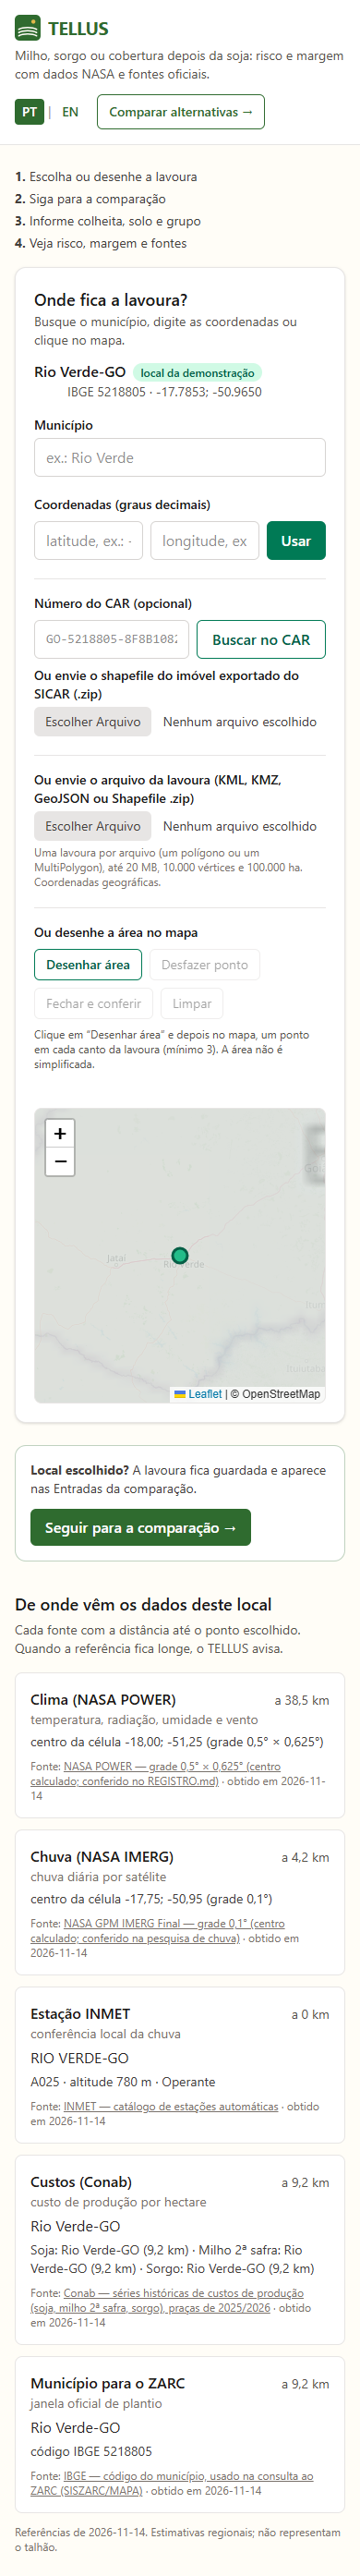 TELLUS
Milho, sorgo ou cobertura depois da soja: risco e margem
com dados NASA e fontes oficiais.
PT | EN Comparar alternativas →
1. Escolha ou desenhe a lavoura
2. Siga para a comparação
3. Informe colheita, solo e grupo
4. Veja risco, margem e fontes
Onde fica a lavoura?
Busque o município, digite as coordenadas ou
clique no mapa.
Rio Verde-GO local da demonstração
IBGE 5218805 · -17.7853; -50.9650
Município
ex.: Rio Verde
Coordenadas (graus decimais)
latitude, ex.: - longitude, ex Usar
Número do CAR (opcional)
GO-5218805-8F8B108 Buscar no CAR
Ou envie o shapefile do imóvel exportado do
SICAR (.zip)
Escolher Arquivo Nenhum arquivo escolhido
Ou envie o arquivo da lavoura (KML, KMZ,
GeoJSON ou Shapefile .zip)
Escolher Arquivo Nenhum arquivo escolhido
Uma lavoura por arquivo (um polígono ou um
MultiPolygon), até 20 MB, 10.000 vértices e 100.000 ha.
Coordenadas geográficas.
Ou desenhe a área no mapa
Desenhar área Desfazer ponto
Fechar e conferir Limpar
Clique em “Desenhar área” e depois no mapa, um ponto
em cada canto da lavoura (mínimo 3). A área não é
simplificada.
+
−
Jataí
Rio Verde
Leaflet | © OpenStreetMap
Local escolhido? A lavoura fica guardada e aparece
nas Entradas da comparação.
Seguir para a comparação →
De onde vêm os dados deste local
Cada fonte com a distância até o ponto escolhido.
Quando a referência fica longe, o TELLUS avisa.
Clima (NASA POWER) a 38,5 km
temperatura, radiação, umidade e vento
centro da célula -18,00; -51,25 (grade 0,5° × 0,625°)
Fonte: NASA POWER — grade 0,5° × 0,625° (centro
calculado; conferido no REGISTRO.md) · obtido em 2026-11-
14
Chuva (NASA IMERG) a 4,2 km
chuva diária por satélite
centro da célula -17,75; -50,95 (grade 0,1°)
Fonte: NASA GPM IMERG Final — grade 0,1° (centro
calculado; conferido na pesquisa de chuva) · obtido em
2026-11-14
Estação INMET a 0 km
conferência local da chuva
RIO VERDE-GO
A025 · altitude 780 m · Operante
Fonte: INMET — catálogo de estações automáticas · obtido
em 2026-11-14
Custos (Conab) a 9,2 km
custo de produção por hectare
Rio Verde-GO
Soja: Rio Verde-GO (9,2 km) · Milho 2ª safra: Rio
Verde-GO (9,2 km) · Sorgo: Rio Verde-GO (9,2 km)
Fonte: Conab — séries históricas de custos de produção
(soja, milho 2ª safra, sorgo), praças de 2025/2026 · obtido
em 2026-11-14
Município para o ZARC a 9,2 km
janela oficial de plantio
Rio Verde-GO
código IBGE 5218805
Fonte: IBGE — código do município, usado na consulta ao
ZARC (SISZARC/MAPA) · obtido em 2026-11-14
Referências de 2026-11-14. Estimativas regionais; não representam
o talhão.